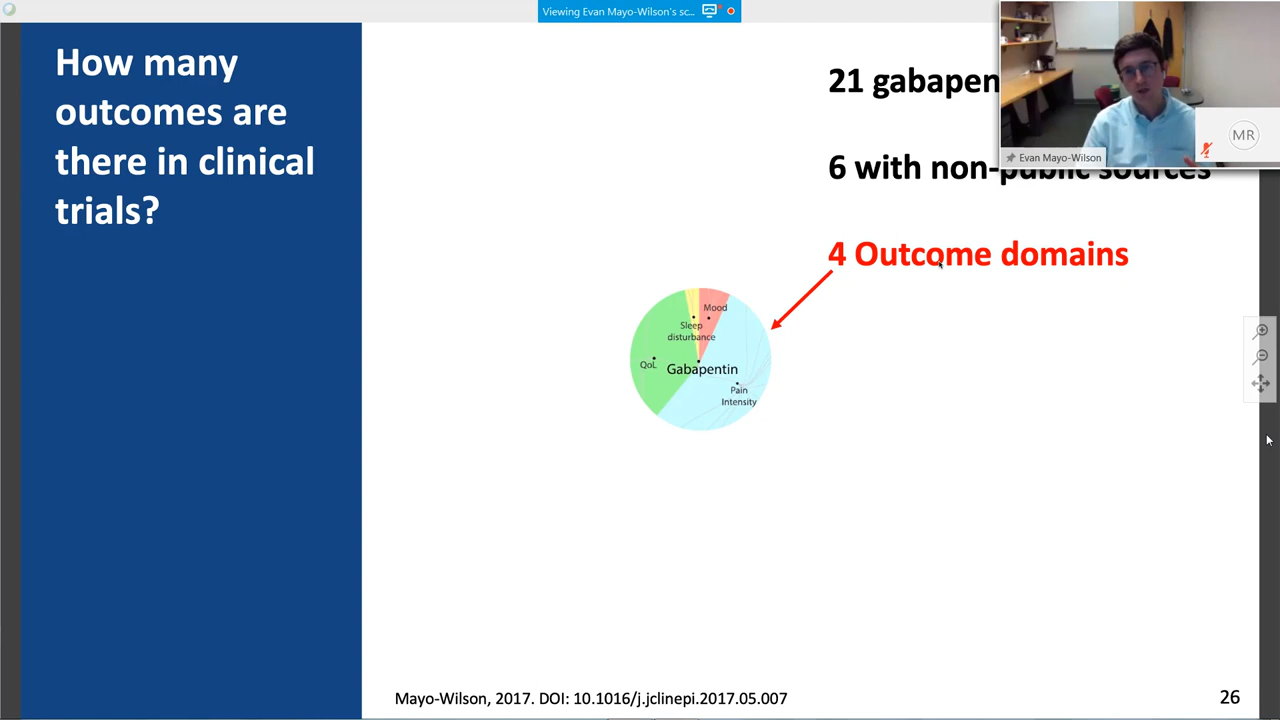 Viewing Evan Mayo-Wilson's sc...
How many
outcomes are
there in clinical
trials?
21 gabapen
MR
Evan Mayo-Wilson
6 with non-public sources
4 Outcome domains
Mood
Sleep
disturbance
QoL
Gabapentin
Pain
Intensity
Mayo-Wilson, 2017. DOI: 10.1016/j.jclinepi.2017.05.007
26